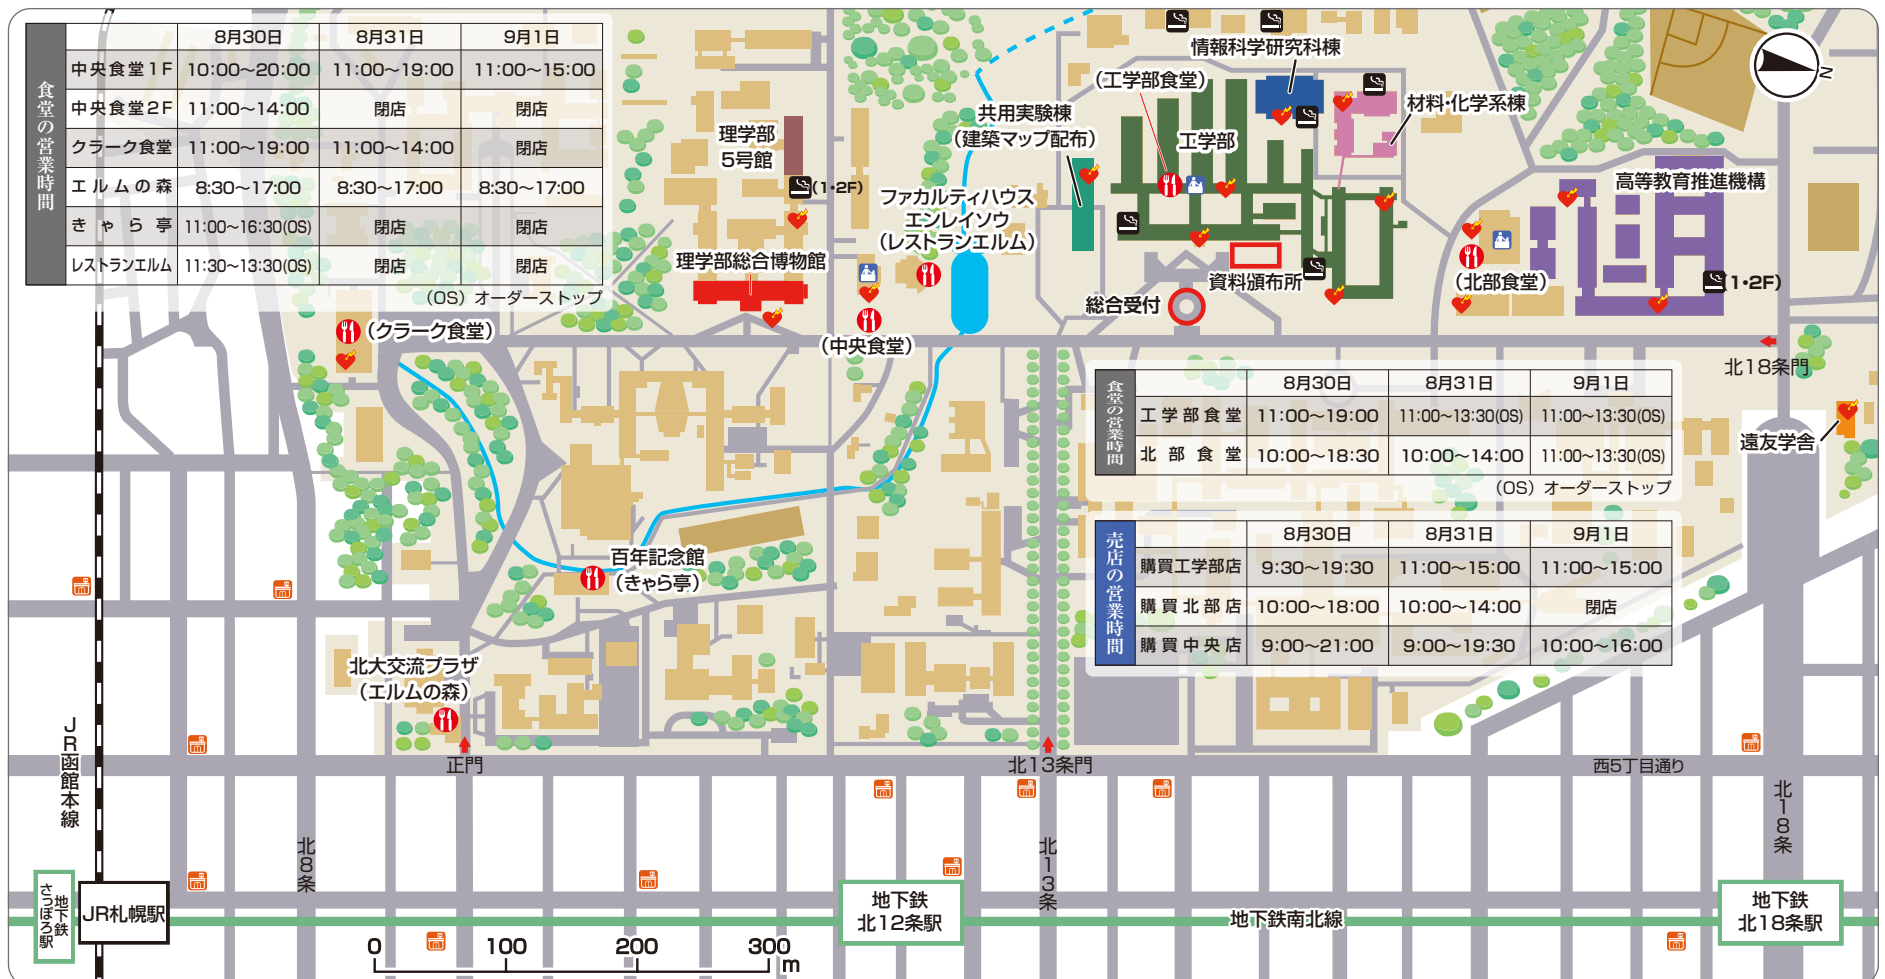 食堂の営業時間
8月30日 8月31日 9月1日
中央食堂1F 10:00～20:00 11:00～19:00 11:00～15:00
中央食堂2F 11:00～14:00 閉店 閉店
クラーク食堂 11:00～19:00 11:00～14:00 閉店
エルムの森 8:30～17:00 8:30～17:00 8:30～17:00
きゃら亭 11:00～16:30(OS) 閉店 閉店
レストランエルム 11:30～13:30(OS) 閉店 閉店
（OS）オーダーストップ
理学部
5号館
(1・2F)
理学部総合博物館
ファカルティハウス
エンレイソウ
（レストランエルム）
共用実験棟
（建築マップ配布）
（工学部食堂）
工学部
情報科学研究科棟
材料・化学系棟
高等教育推進機構
N
（北部食堂）
(1・2F)
資料頒布所
総合受付
（クラーク食堂）
（中央食堂）
北18条門
遠友学舎
食堂の営業時間
8月30日 8月31日 9月1日
工学部食堂 11:00～19:00 11:00～13:30(OS) 11:00～13:30(OS)
北部食堂 10:00～18:30 10:00～14:00 11:00～13:30(OS)
（OS）オーダーストップ
売店の営業時間
8月30日 8月31日 9月1日
購買工学部店 9:30～19:30 11:00～15:00 11:00～15:00
購買北部店 10:00～18:00 10:00～14:00 閉店
購買中央店 9:00～21:00 9:00～19:30 10:00～16:00
百年記念館
（きゃら亭）
北大交流プラザ
（エルムの森）
正門
北13条門
西5丁目通り
JR函館本線
北8条
北13条
北18条
地下鉄
さっぽろ駅
JR札幌駅
地下鉄
北12条駅
地下鉄南北線
地下鉄
北18条駅
0 100 200 300
m